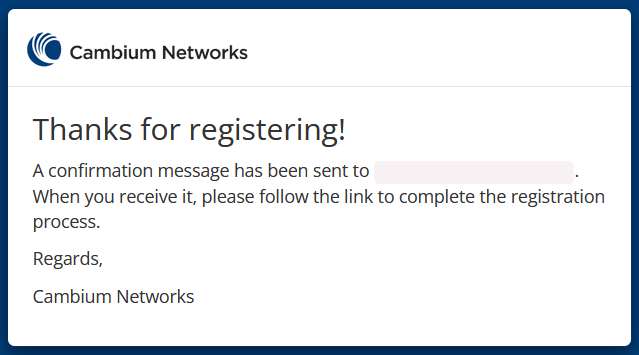 Cambium Networks
Thanks for registering!
A confirmation message has been sent to .
When you receive it, please follow the link to complete the registration
process.
Regards,
Cambium Networks